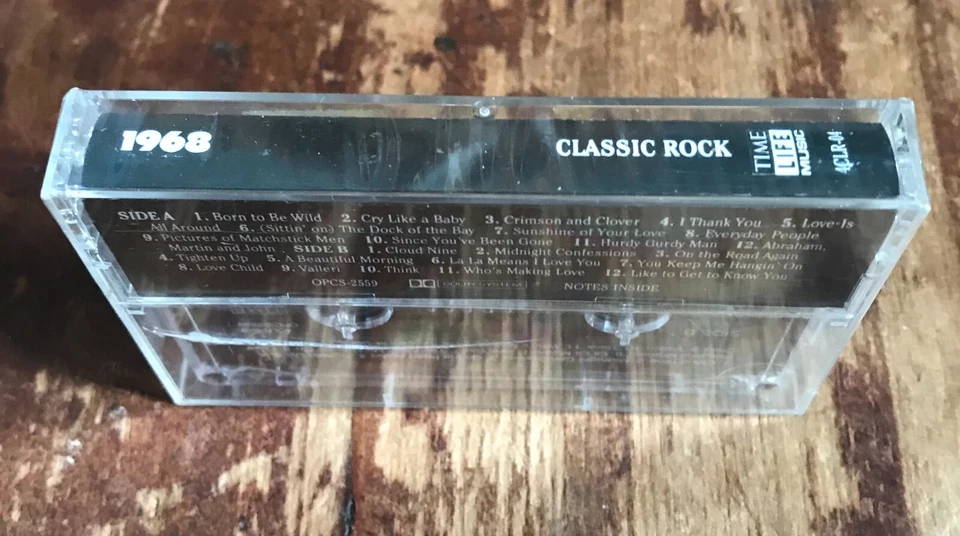 1968 CLASSIC ROCK TIME LIFE MUSIC 4CLR-04
SIDE A 1. Born to Be Wild 2. Cry Like a Baby 3. Crimson and Clover 4. I Thank You 5. Love Is
All Around 6. (Sittin' on) The Dock of the Bay 7. Sunshine of Your Love 8. Everyday People
9. Pictures of Matchstick Men 10. Since You've Been Gone 11. Hurdy Gurdy Man 12. Abraham,
Martin and John SIDE B 1. Cloud Nine 2. Midnight Confessions 3. On the Road Again
4. Tighten Up 5. A Beautiful Morning 6. La La Means I Love You 7. You Keep Me Hangin' On
8. Love Child 9. Valleri 10. Think 11. Who's Making Love 12. Like to Get to Know You
OPCS-2559 DOLBY SYSTEM NOTES INSIDE